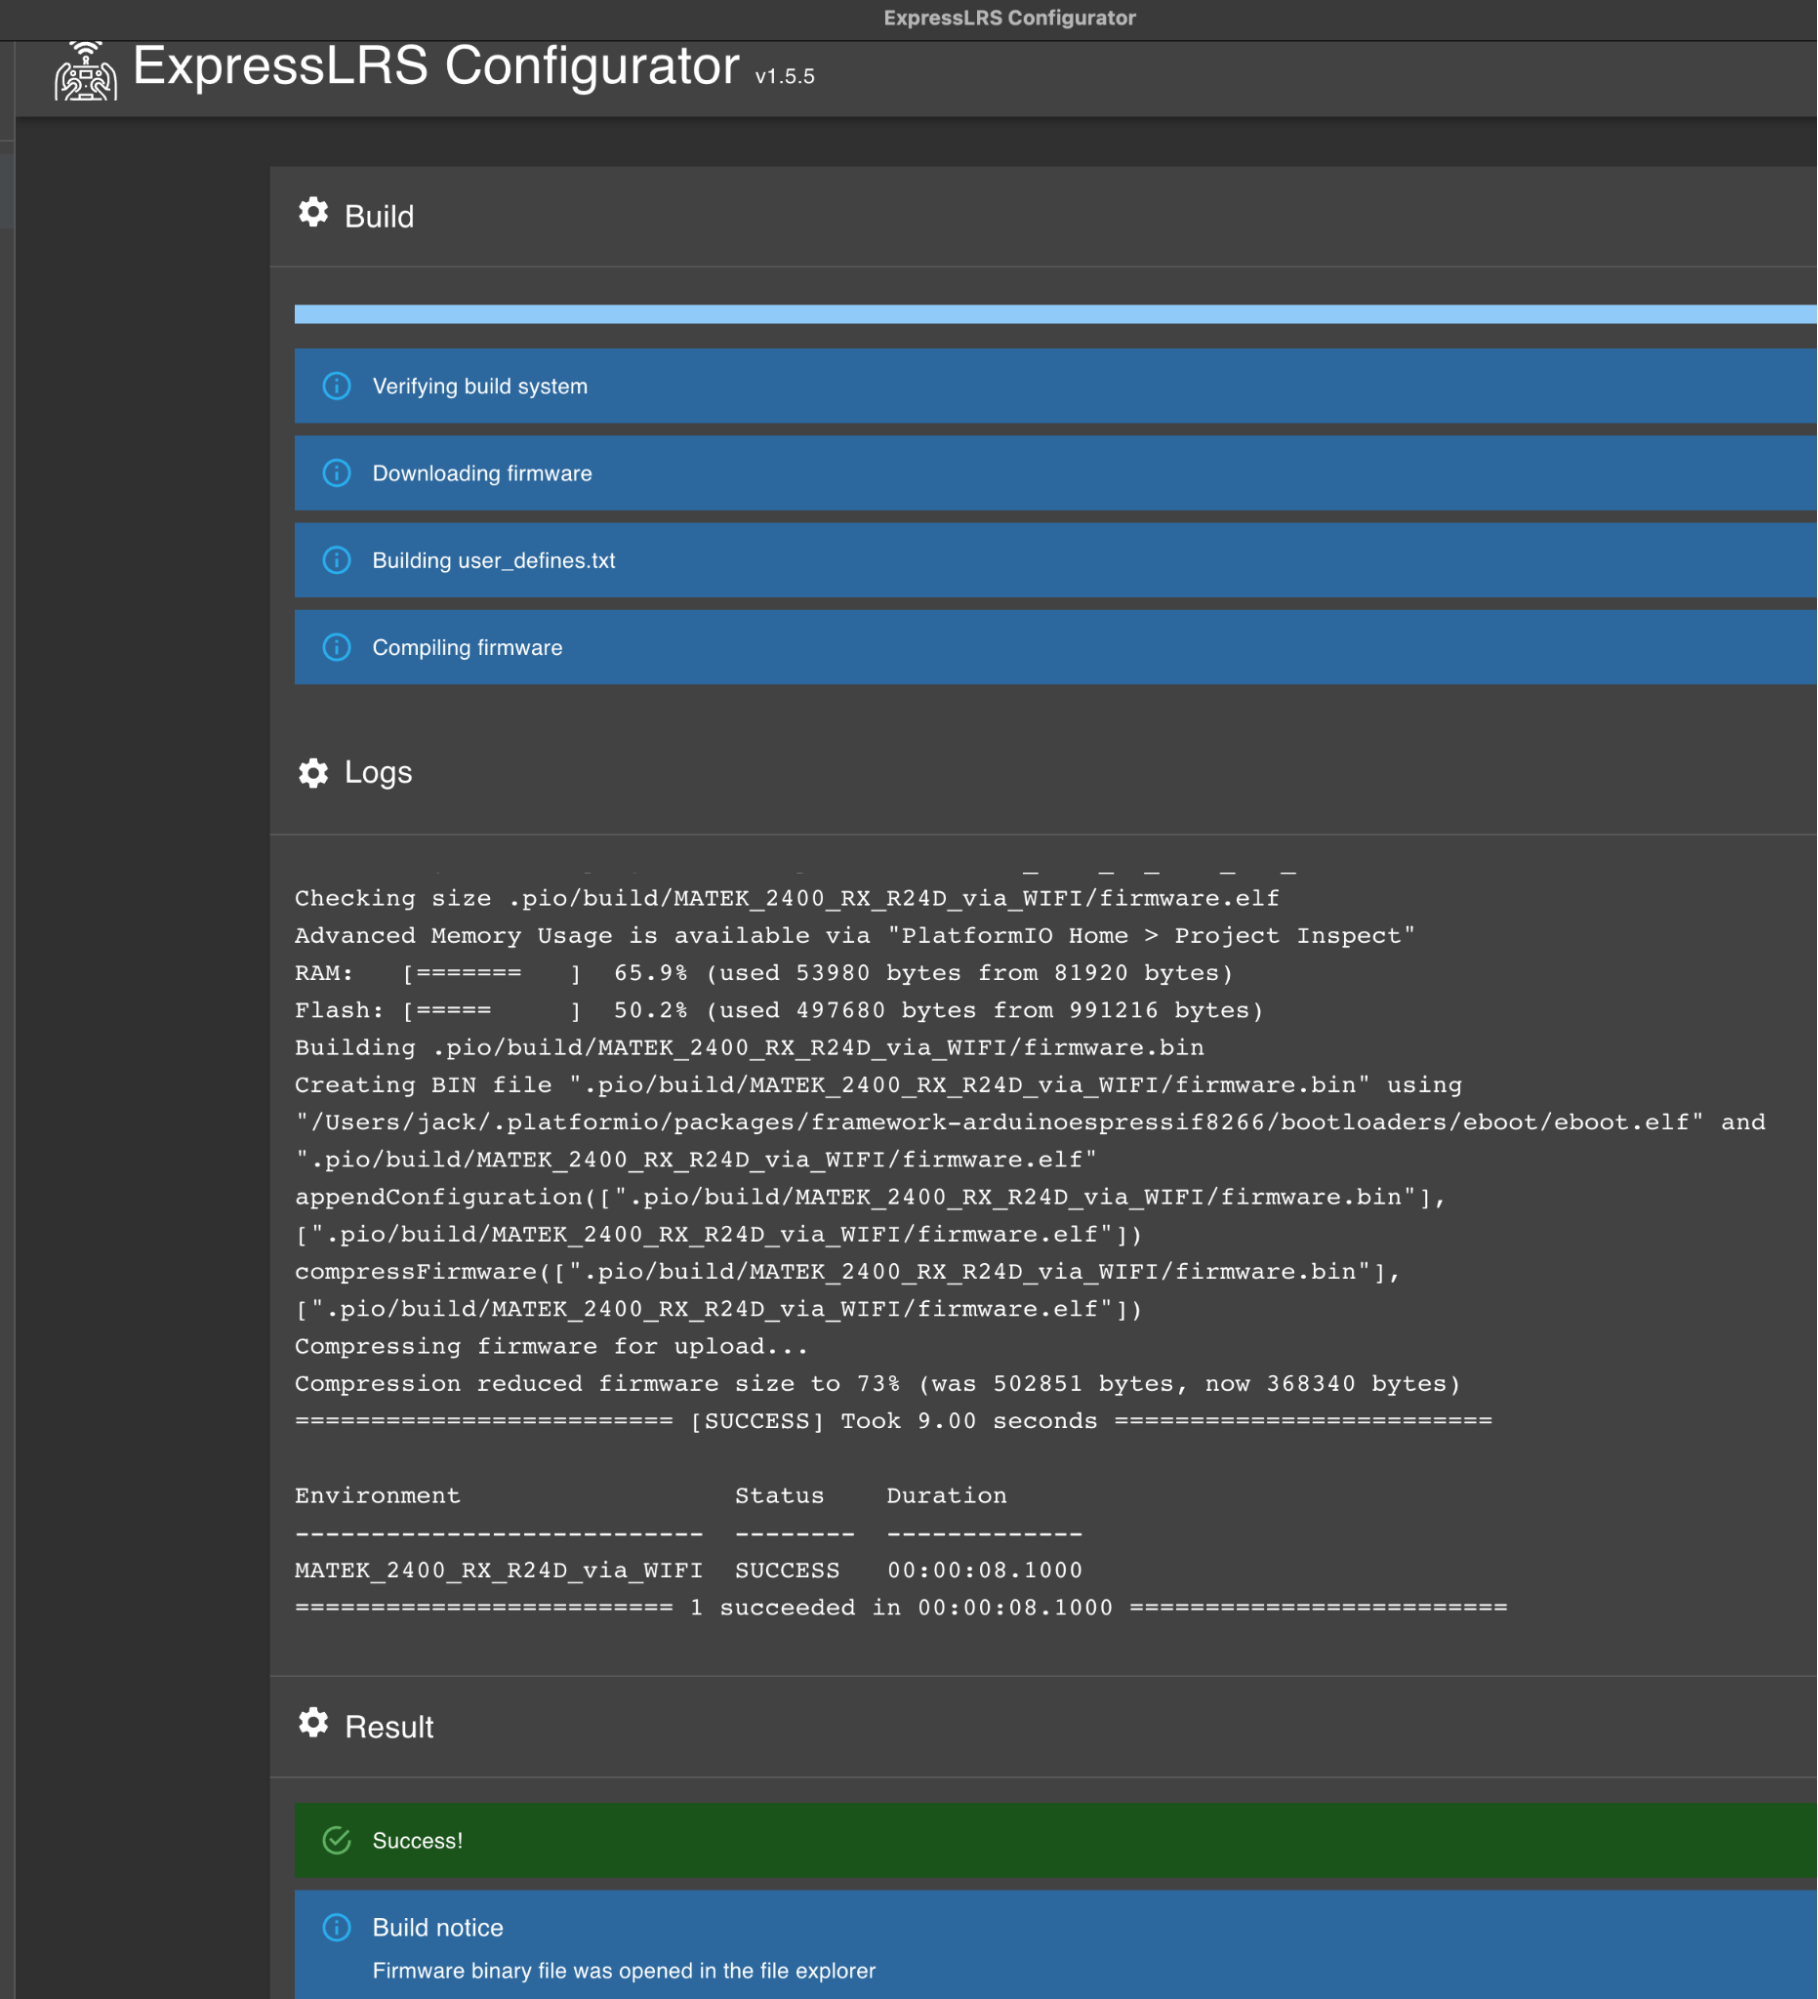 ExpressLRS Configurator
ExpressLRS Configurator v1.5.5
Build
Verifying build system
Downloading firmware
Building user_defines.txt
Compiling firmware
Logs
Checking size .pio/build/MATEK_2400_RX_R24D_via_WIFI/firmware.elf
Advanced Memory Usage is available via "PlatformIO Home > Project Inspect"
RAM:   [=======   ]  65.9% (used 53980 bytes from 81920 bytes)
Flash: [=====     ]  50.2% (used 497680 bytes from 991216 bytes)
Building .pio/build/MATEK_2400_RX_R24D_via_WIFI/firmware.bin
Creating BIN file ".pio/build/MATEK_2400_RX_R24D_via_WIFI/firmware.bin" using
"/Users/jack/.platformio/packages/framework-arduinoespressif8266/bootloaders/eboot/eboot.elf" and
".pio/build/MATEK_2400_RX_R24D_via_WIFI/firmware.elf"
appendConfiguration([".pio/build/MATEK_2400_RX_R24D_via_WIFI/firmware.bin"],
[".pio/build/MATEK_2400_RX_R24D_via_WIFI/firmware.elf"])
compressFirmware([".pio/build/MATEK_2400_RX_R24D_via_WIFI/firmware.bin"],
[".pio/build/MATEK_2400_RX_R24D_via_WIFI/firmware.elf"])
Compressing firmware for upload...
Compression reduced firmware size to 73% (was 502851 bytes, now 368340 bytes)
========================= [SUCCESS] Took 9.00 seconds =========================
Environment                  Status    Duration
---------------------------  --------  -------------
MATEK_2400_RX_R24D_via_WIFI  SUCCESS   00:00:08.1000
========================= 1 succeeded in 00:00:08.1000 =========================
Result
Success!
Build notice
Firmware binary file was opened in the file explorer